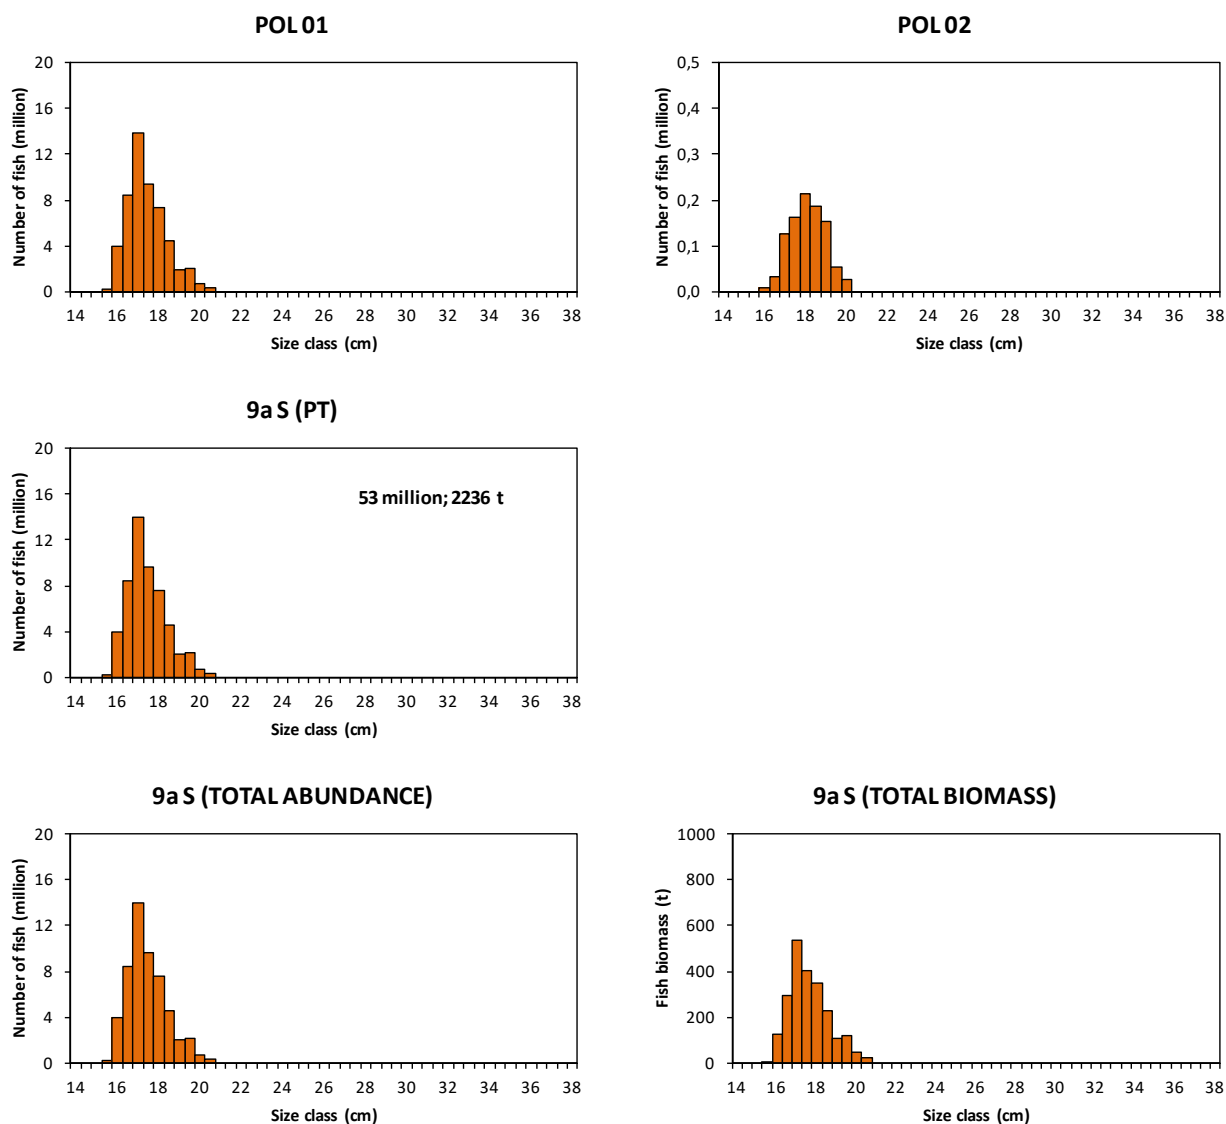 POL 01
Number of fish (million)
20
16
12
8
4
0
14 16 18 20 22 24 26 28 30 32 34 36 38
Size class (cm)
POL 02
Number of fish (million)
0,5
0,4
0,3
0,2
0,1
0,0
14 16 18 20 22 24 26 28 30 32 34 36 38
Size class (cm)
9a S (PT)
Number of fish (million)
20
16
12
8
4
0
53 million; 2236 t
14 16 18 20 22 24 26 28 30 32 34 36 38
Size class (cm)
9a S (TOTAL ABUNDANCE)
Number of fish (million)
20
16
12
8
4
0
14 16 18 20 22 24 26 28 30 32 34 36 38
Size class (cm)
9a S (TOTAL BIOMASS)
Fish biomass (t)
1000
800
600
400
200
0
14 16 18 20 22 24 26 28 30 32 34 36 38
Size class (cm)